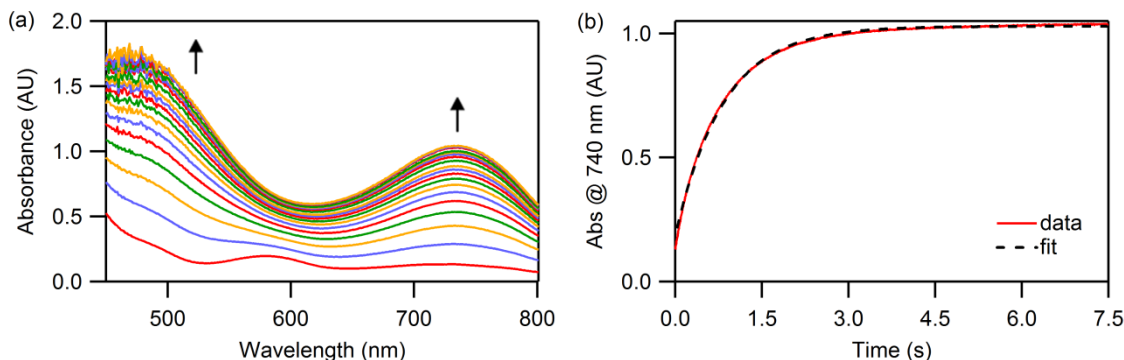 (a)
2.0
1.5
1.0
0.5
0.0
Absorbance (AU)
500
600
700
800
Wavelength (nm)
(b)
1.0
0.5
0.0
Abs @ 740 nm (AU)
data
fit
0.0
1.5
3.0
4.5
6.0
7.5
Time (s)